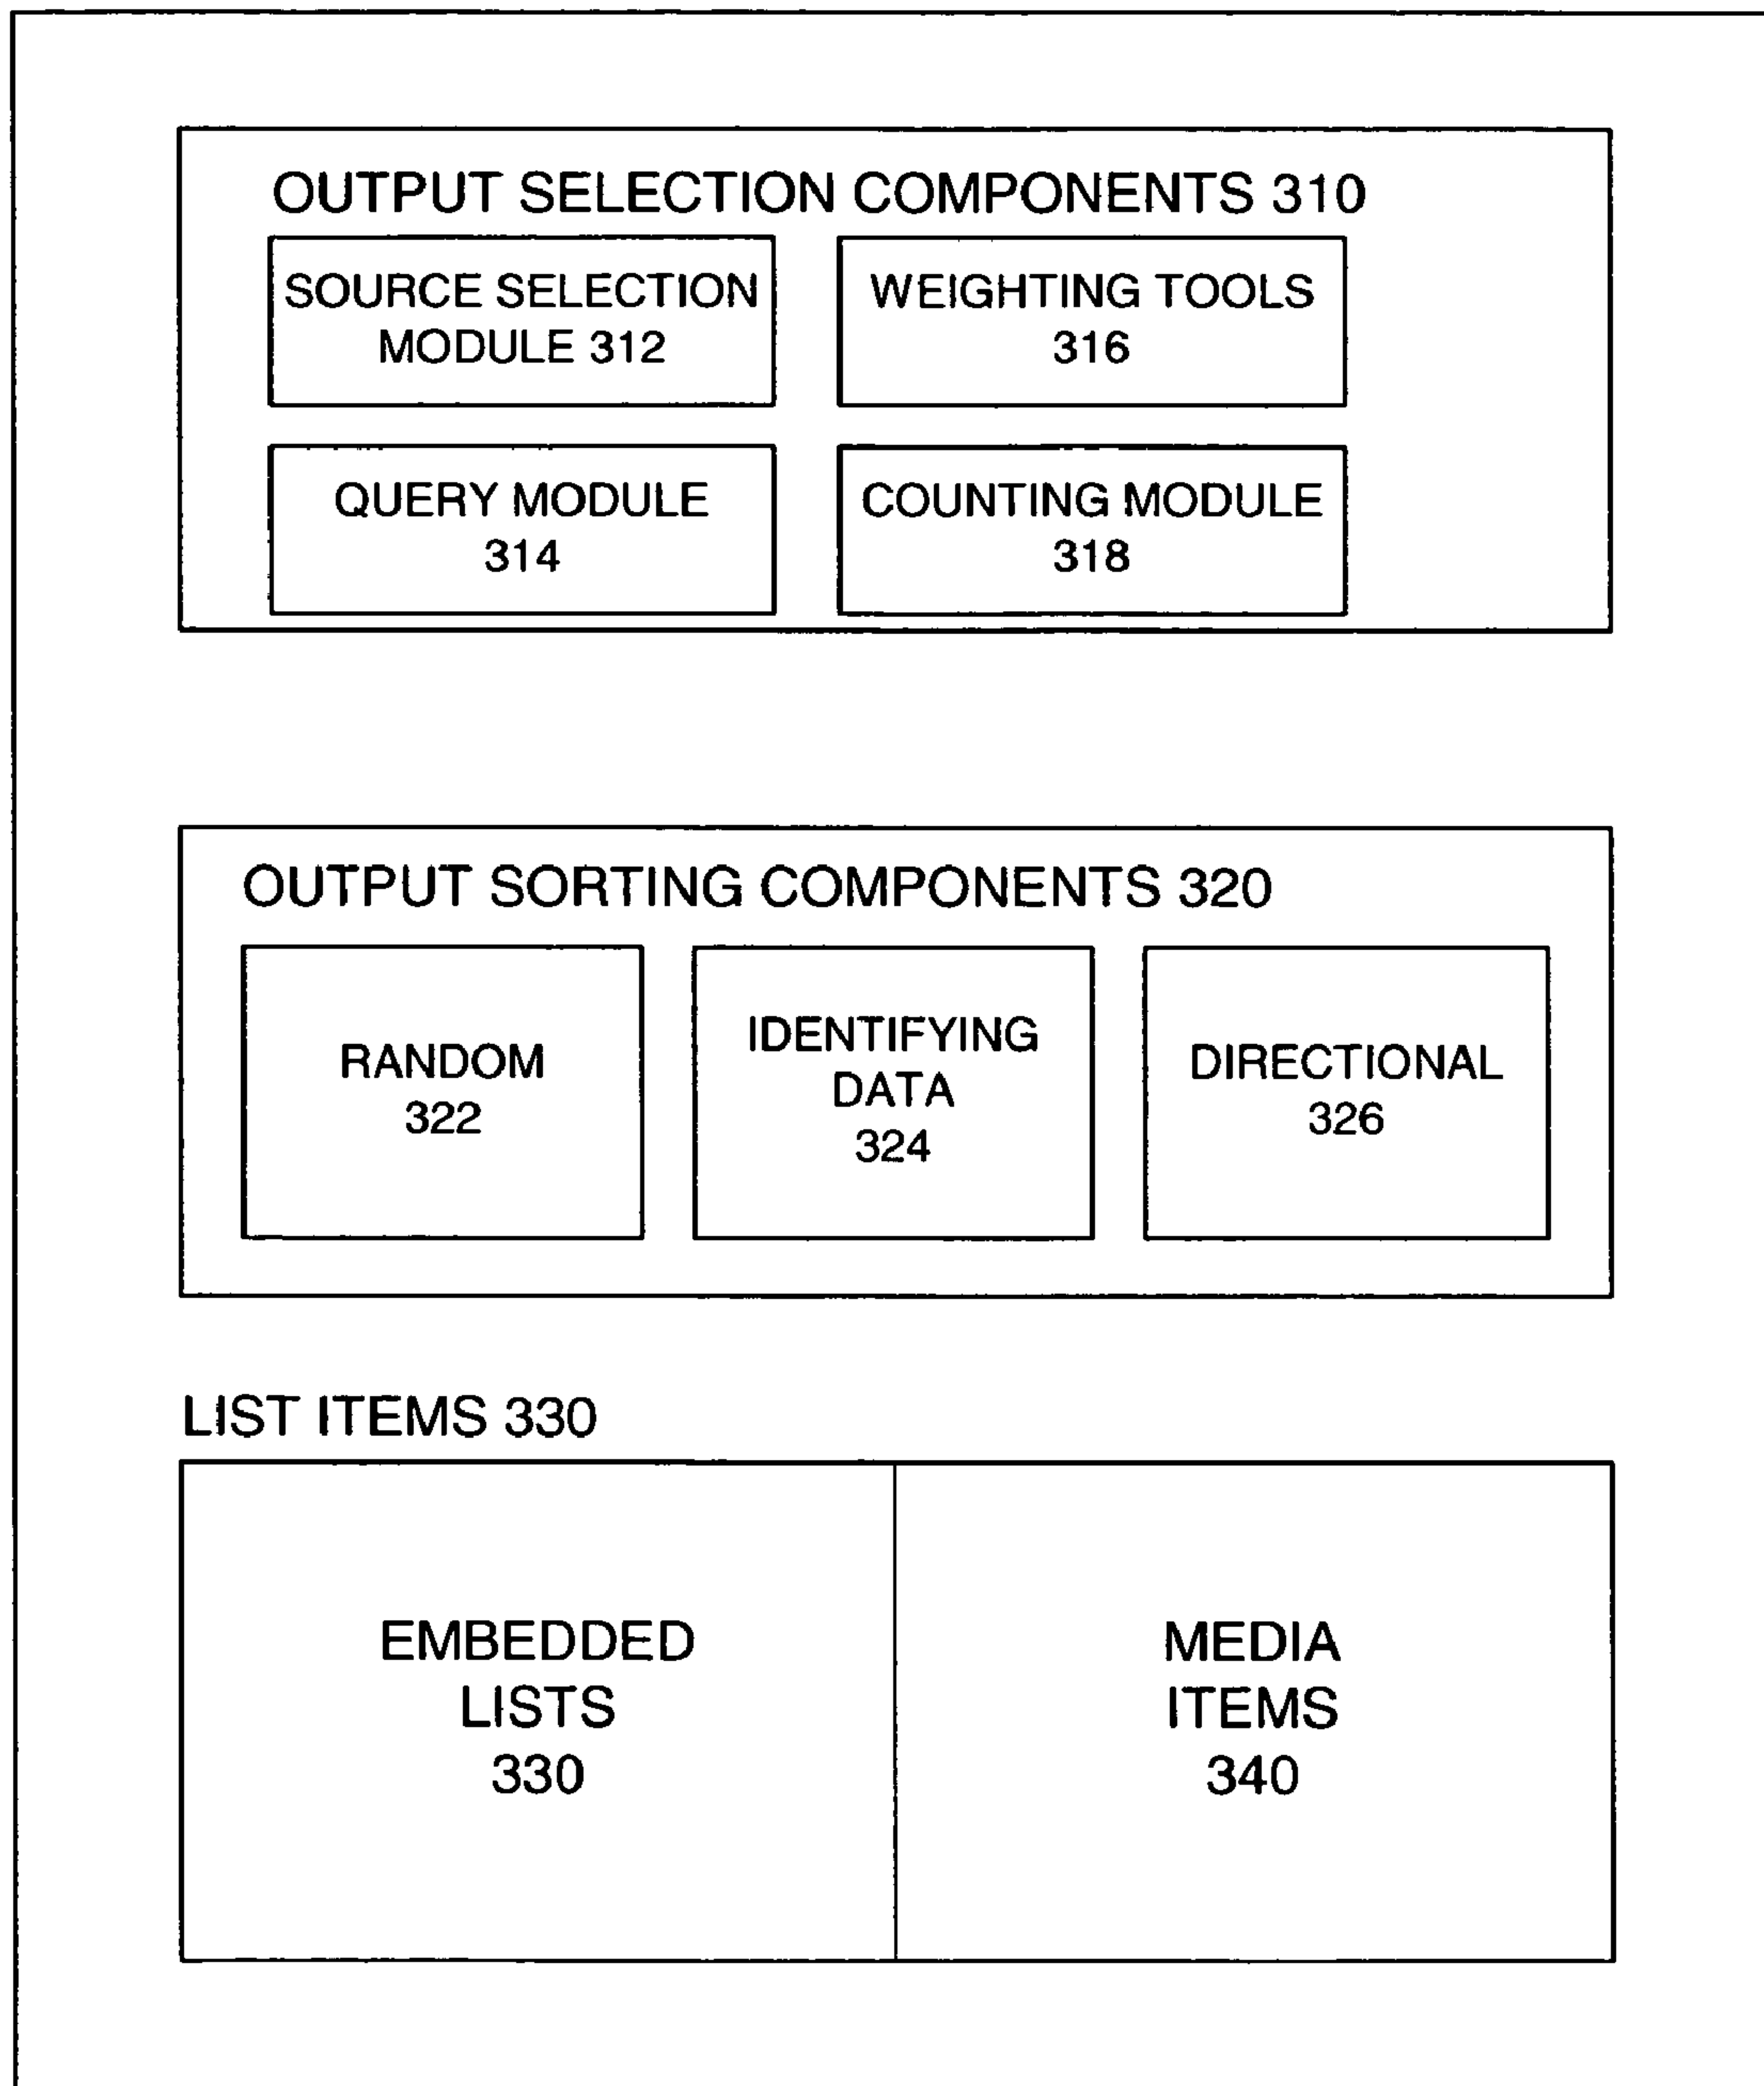 OUTPUT SELECTION COMPONENTS 310
SOURCE SELECTION
MODULE 312
WEIGHTING TOOLS
316
QUERY MODULE
314
COUNTING MODULE
318
OUTPUT SORTING COMPONENTS 320
RANDOM
322
IDENTIFYING
DATA
324
DIRECTIONAL
326
LIST ITEMS 330
EMBEDDED
LISTS
330
MEDIA
ITEMS
340